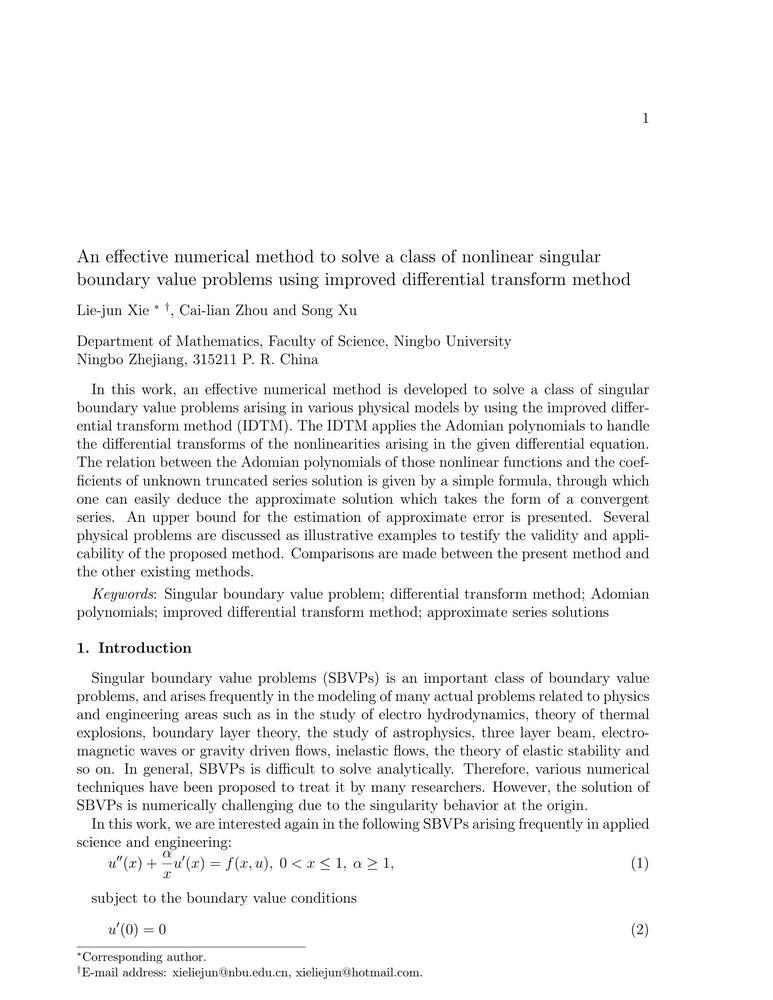 1
An effective numerical method to solve a class of nonlinear singular
boundary value problems using improved differential transform method
Lie-jun Xie * †, Cai-lian Zhou and Song Xu
Department of Mathematics, Faculty of Science, Ningbo University
Ningbo Zhejiang, 315211 P. R. China
In this work, an effective numerical method is developed to solve a class of singular
boundary value problems arising in various physical models by using the improved differ-
ential transform method (IDTM). The IDTM applies the Adomian polynomials to handle
the differential transforms of the nonlinearities arising in the given differential equation.
The relation between the Adomian polynomials of those nonlinear functions and the coef-
ficients of unknown truncated series solution is given by a simple formula, through which
one can easily deduce the approximate solution which takes the form of a convergent
series. An upper bound for the estimation of approximate error is presented. Several
physical problems are discussed as illustrative examples to testify the validity and appli-
cability of the proposed method. Comparisons are made between the present method and
the other existing methods.
Keywords: Singular boundary value problem; differential transform method; Adomian
polynomials; improved differential transform method; approximate series solutions
1. Introduction
Singular boundary value problems (SBVPs) is an important class of boundary value
problems, and arises frequently in the modeling of many actual problems related to physics
and engineering areas such as in the study of electro hydrodynamics, theory of thermal
explosions, boundary layer theory, the study of astrophysics, three layer beam, electro-
magnetic waves or gravity driven flows, inelastic flows, the theory of elastic stability and
so on. In general, SBVPs is difficult to solve analytically. Therefore, various numerical
techniques have been proposed to treat it by many researchers. However, the solution of
SBVPs is numerically challenging due to the singularity behavior at the origin.
In this work, we are interested again in the following SBVPs arising frequently in applied
science and engineering:
u″(x) + α/x u′(x) = f(x, u), 0 < x ≤ 1, α ≥ 1, (1)
subject to the boundary value conditions
u′(0) = 0 (2)
*Corresponding author.
†E-mail address: xieliejun@nbu.edu.cn, xieliejun@hotmail.com.